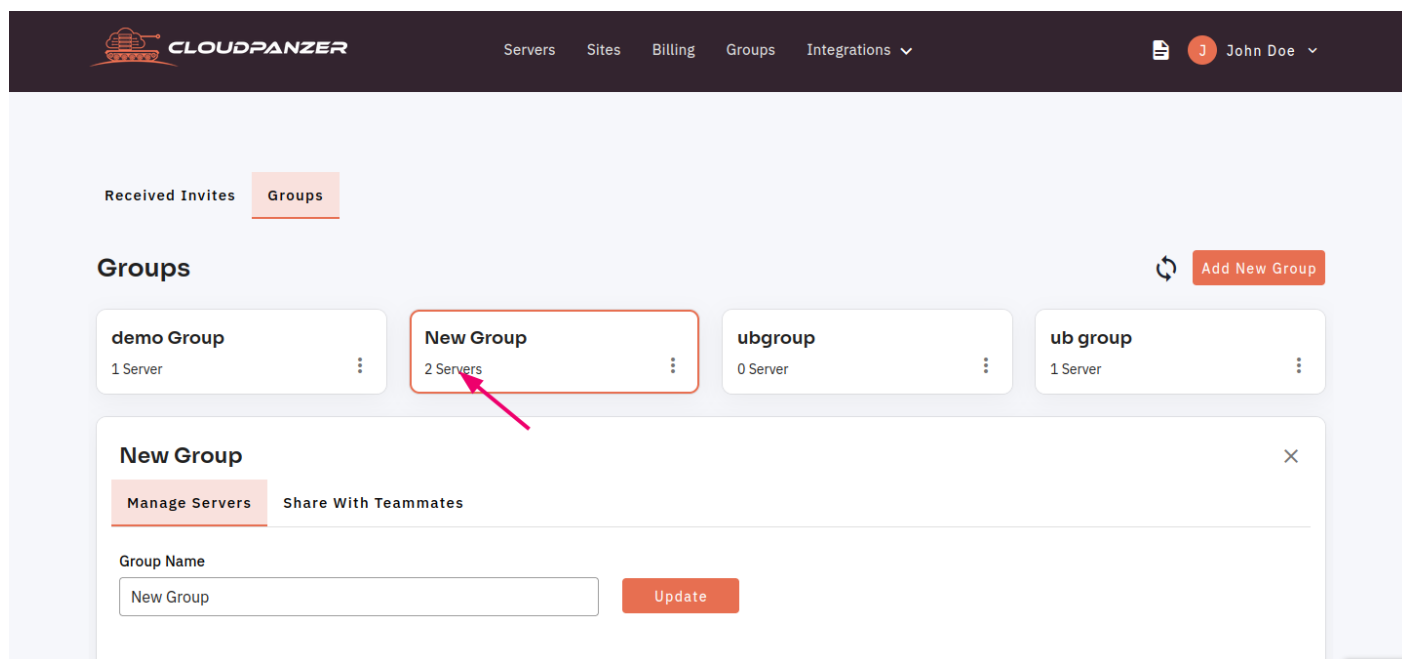 CLOUDPANZER Servers Sites Billing Groups Integrations J John Doe
Received Invites Groups
Groups Add New Group
demo Group New Group ubgroup ub group
1 Server 2 Servers 0 Server 1 Server
New Group
Manage Servers Share With Teammates
Group Name
New Group Update